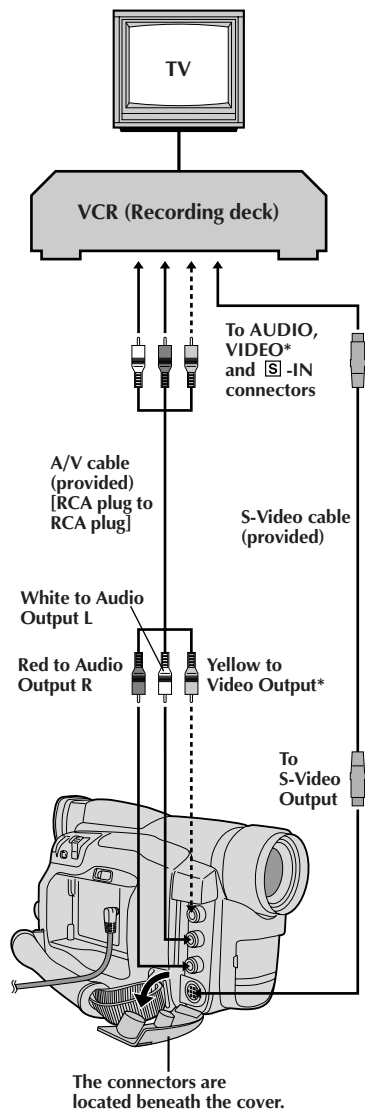 TV
VCR (Recording deck)
To AUDIO,
VIDEO*
and S -IN
connectors
A/V cable
(provided)
[RCA plug to
RCA plug]
S-Video cable
(provided)
White to Audio
Output L
Red to Audio
Output R
Yellow to
Video Output*
To
S-Video
Output
The connectors are
located beneath the cover.